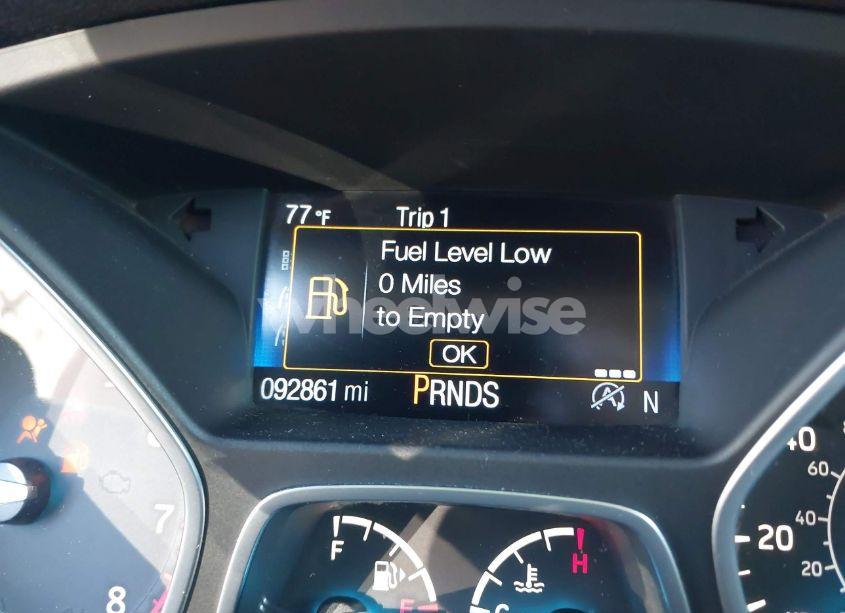 77°F Trip 1
Fuel Level Low
0 Miles
to Empty
OK
092861 mi PRNDS N
wheelwise
7
8
F
E
H
C
40
20
60
40
20